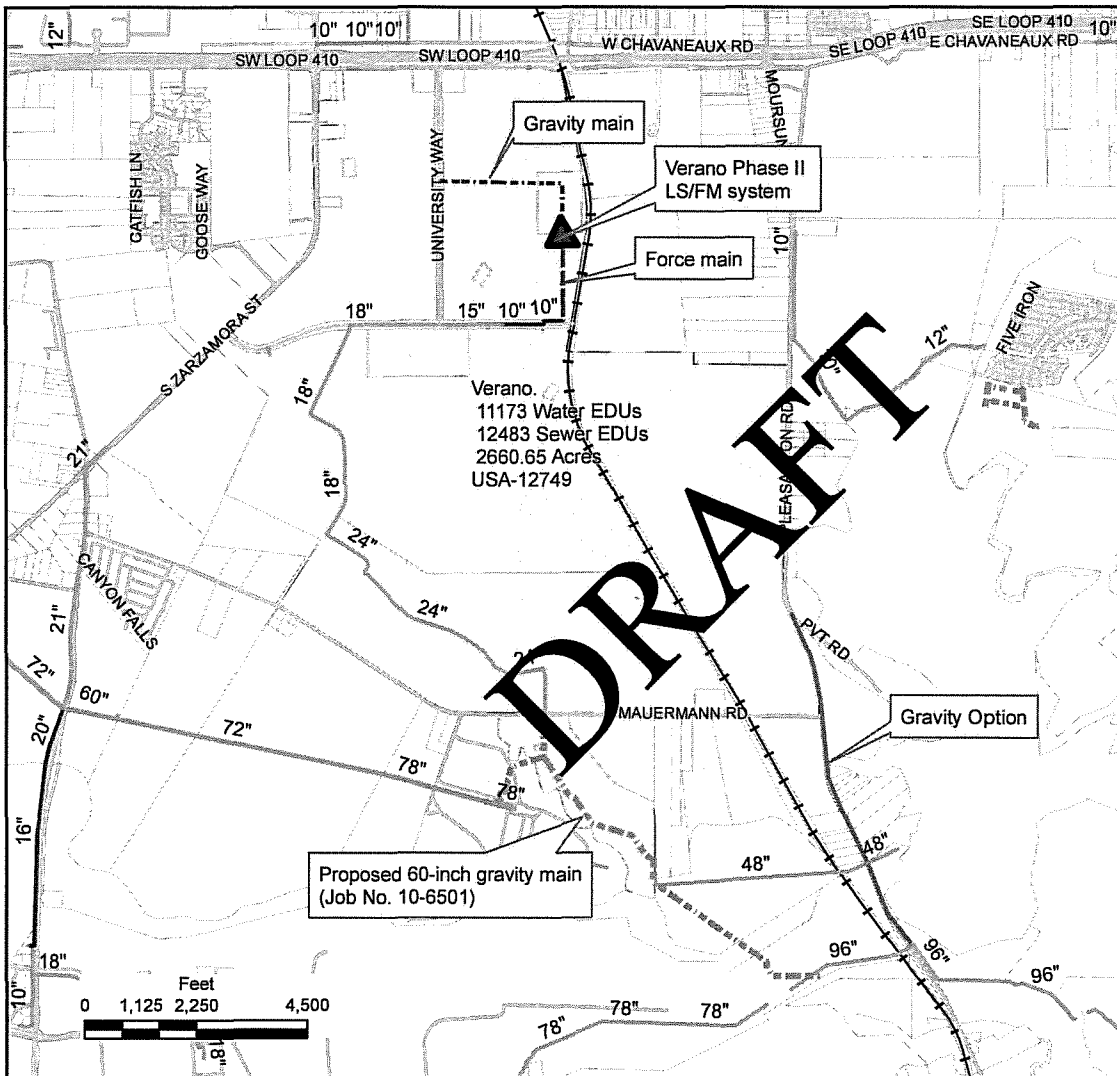 12"
10" 10" 10"
SW LOOP 410
SW LOOP 410
W CHAVANEAUX RD
SE LOOP 410
SE LOOP 410
E CHAVANEAUX RD
10"
CATFISH LN
GOOSE WAY
UNIVERSITY WAY
Gravity main
Verano Phase II
LS/FM system
Force main
10"
FIVE IRON
12"
S ZARZAMORA ST
18"
15" 10" 10"
18"
18"
21"
Verano.
11173 Water EDUs
12483 Sewer EDUs
2660.65 Acres
USA-12749
DRAFT
24"
24"
CANYON FALLS
21"
PVT RD
MAUERMANN RD
Gravity Option
72"
60"
20"
72"
78"
78"
16"
Proposed 60-inch gravity main
(Job No. 10-6501)
48"
48"
96"
96"
96"
18"
10"
78"
78"
78"
18"
Feet
0 1,125 2,250 4,500